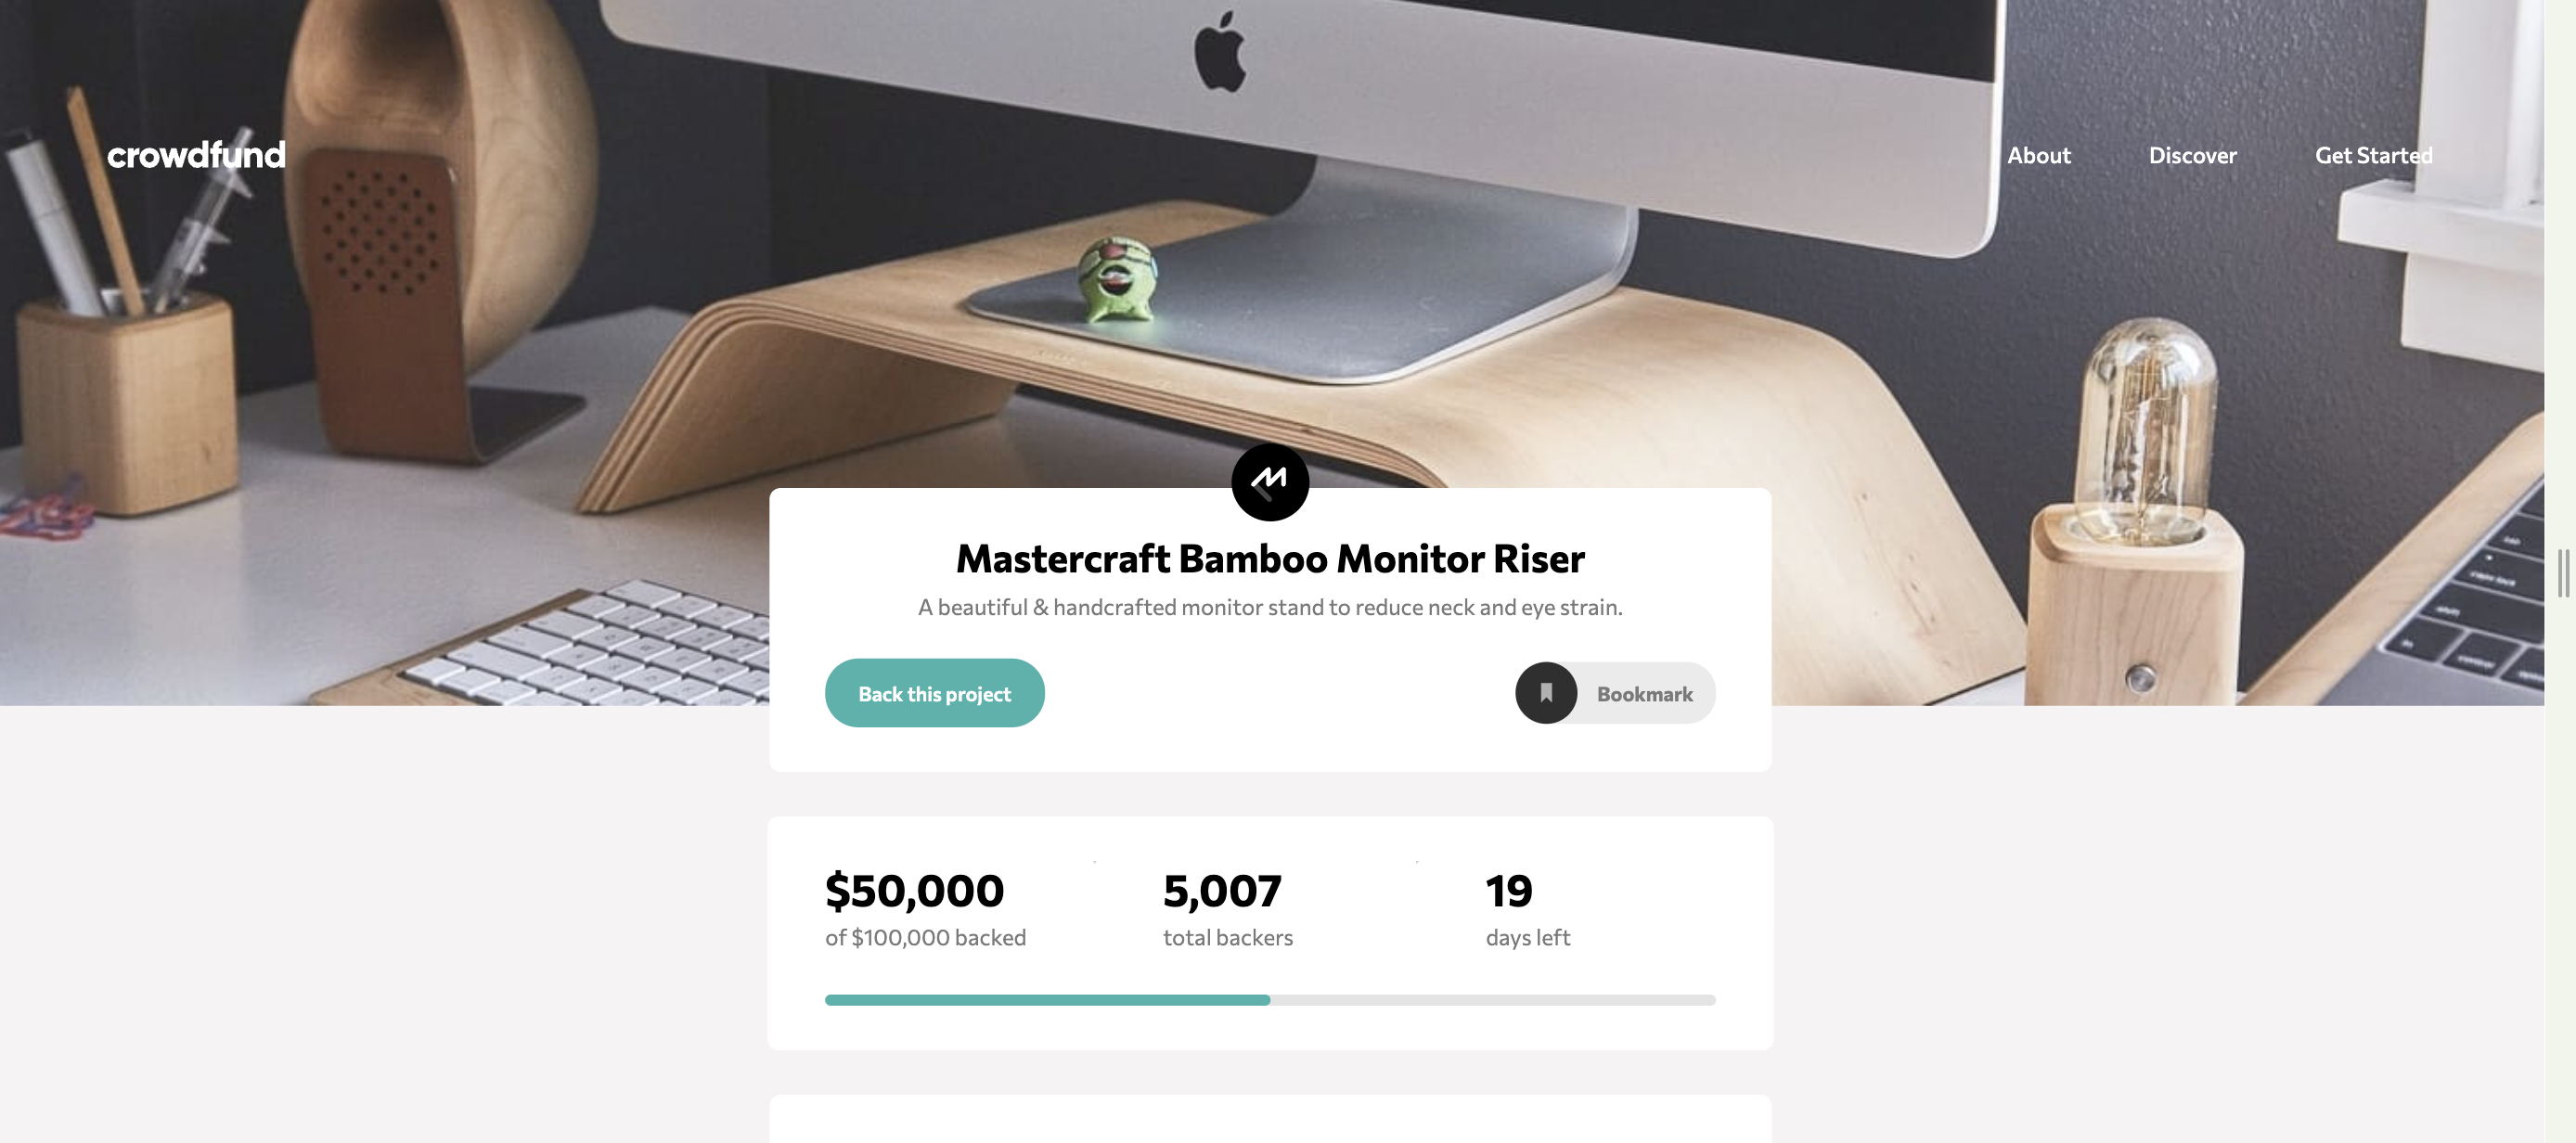 crowdfund
About
Discover
Get Started
Mastercraft Bamboo Monitor Riser
A beautiful & handcrafted monitor stand to reduce neck and eye strain.
Back this project
Bookmark
$50,000
5,007
19
of $100,000 backed
total backers
days left